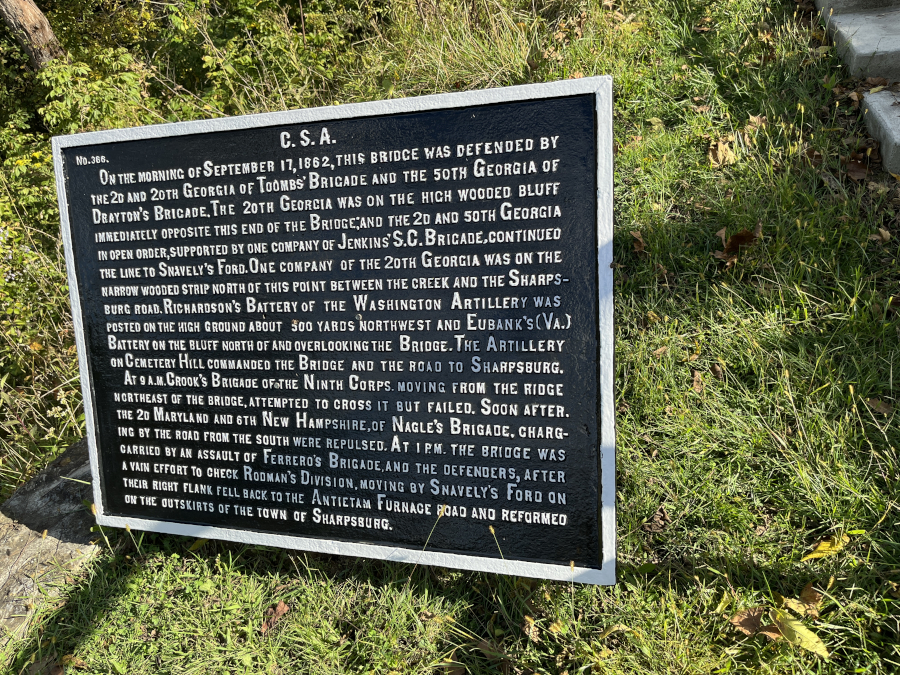 C.S.A.
No.366.
On the morning of September 17, 1862, this bridge was defended by
the 2d and 20th Georgia of Toombs' Brigade and the 50th Georgia of
Drayton's Brigade. The 20th Georgia was on the high wooded bluff
immediately opposite this end of the Bridge, and the 2d and 50th Georgia
in open order, supported by one company of Jenkins' S.C. Brigade, continued
the line to Snavely's Ford. One company of the 20th Georgia was on the
narrow wooded strip north of this point between the creek and the Sharps-
burg road. Richardson's Battery of the Washington Artillery was
posted on the high ground about 500 yards northwest and Eubank's (Va.)
Battery on the bluff north of and overlooking the Bridge. The Artillery
on Cemetery Hill commanded the Bridge and the road to Sharpsburg.
At 9 A.M. Crook's Brigade of the Ninth Corps, moving from the ridge
northeast of the bridge, attempted to cross it but failed. Soon after,
the 2d Maryland and 6th New Hampshire, of Nagle's Brigade, charg-
ing by the road from the south were repulsed. At 1 P.M. the bridge was
carried by an assault of Ferrero's Brigade, and the defenders, after
a vain effort to check Rodman's Division, moving by Snavely's Ford on
their right flank fell back to the Antietam Furnace road and reformed
on the outskirts of the town of Sharpsburg.